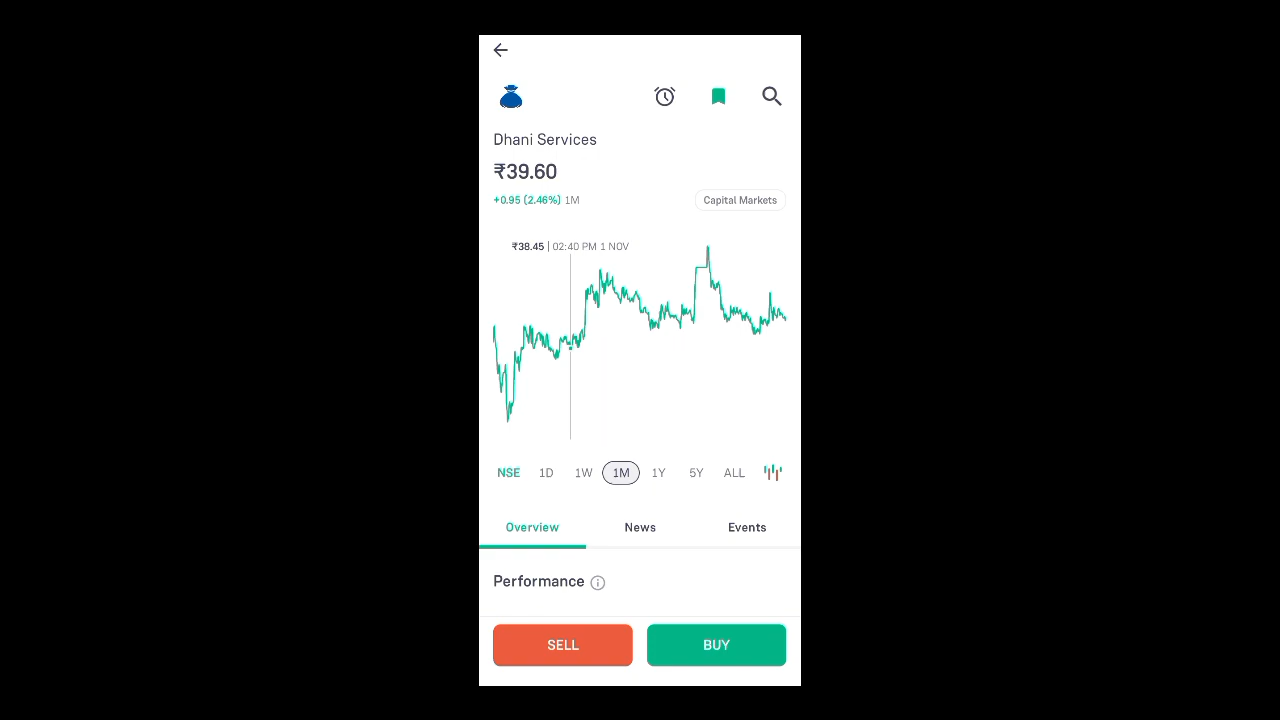 Dhani Services
₹39.60
+0.95 (2.46%) 1M
Capital Markets
₹38.45 | 02:40 PM 1 NOV
NSE 1D 1W 1M 1Y 5Y ALL
Overview News Events
Performance
SELL BUY